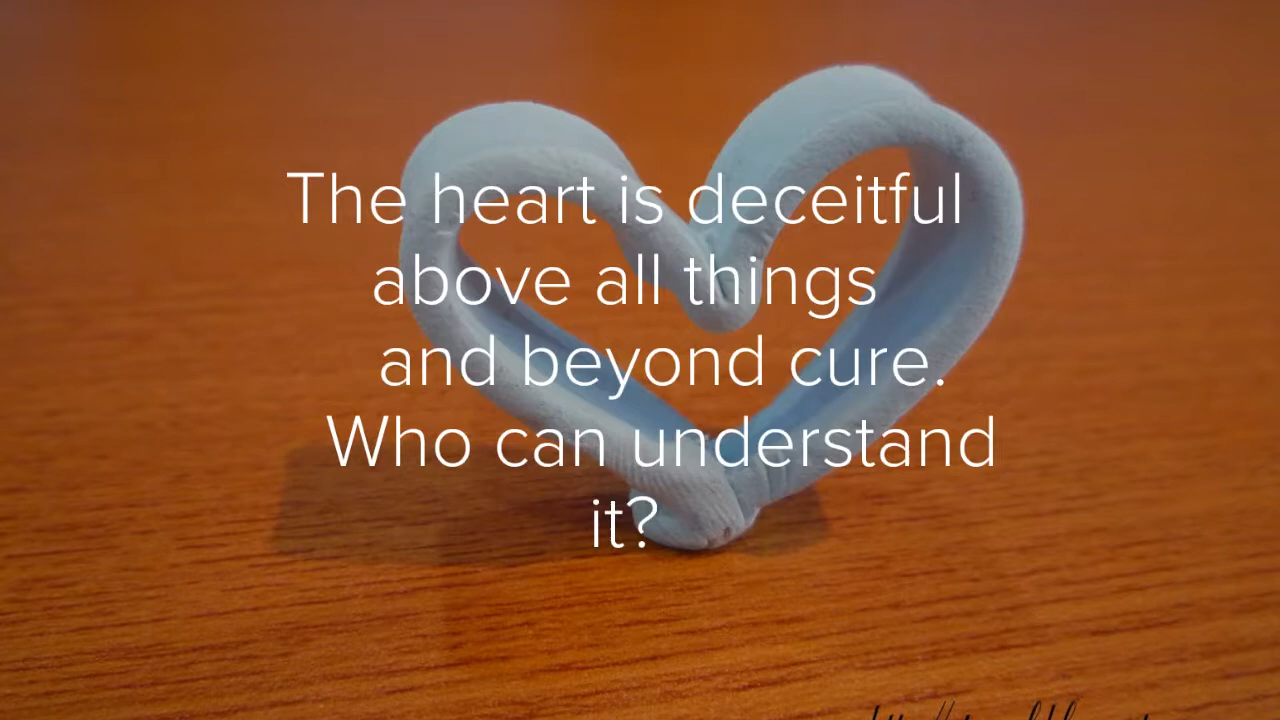 The heart is deceitful
above all things
and beyond cure.
Who can understand
it?